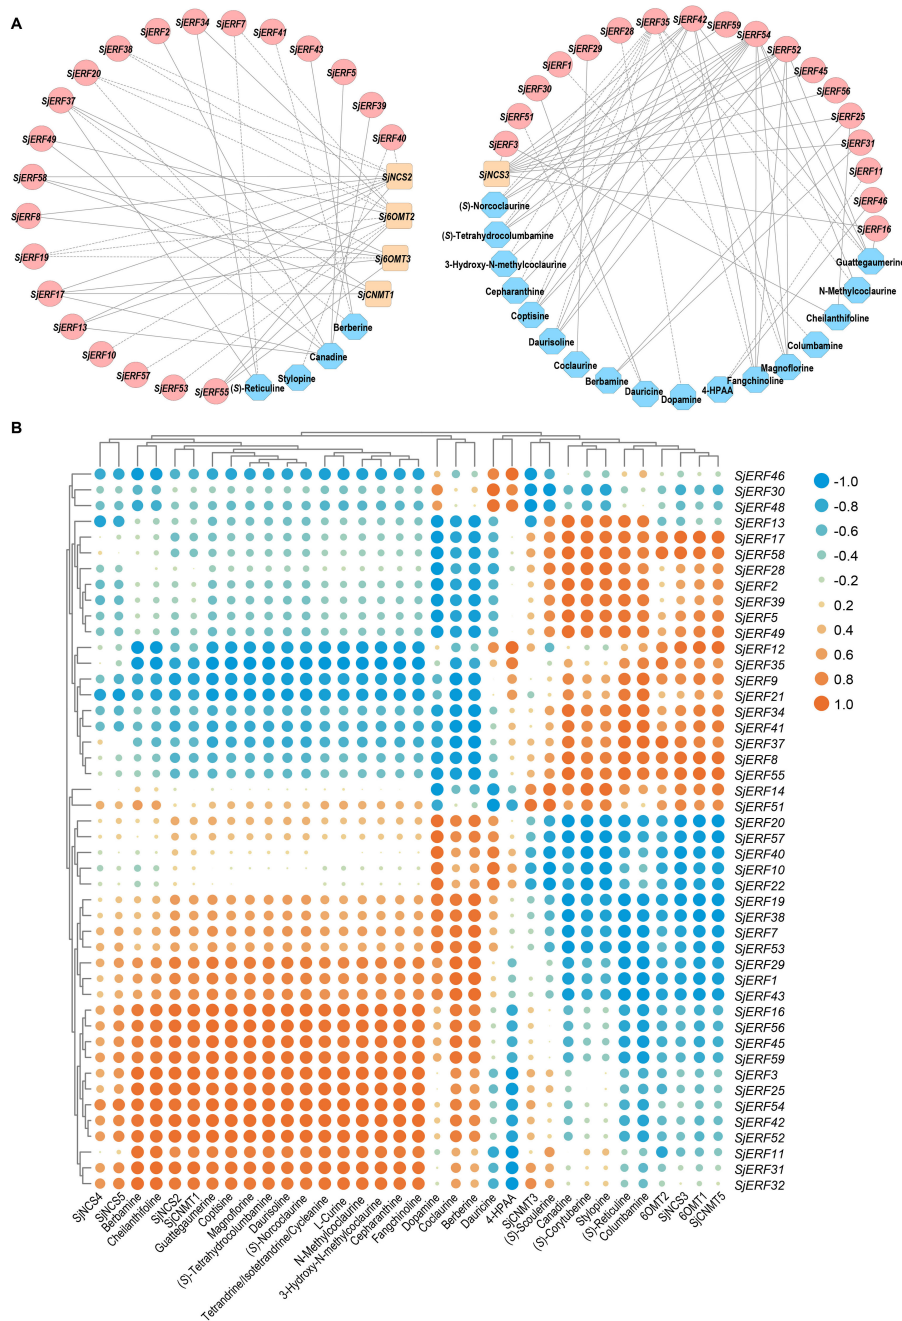 A
SjERF34
SjERF7
SjERF2
SjERF41
SjERF38
SjERF43
SjERF20
SjERF5
SjERF37
SjERF39
SjERF49
SjERF40
SjERF58
SjNCS2
SjERF8
Sj6OMT2
SjERF19
Sj6OMT3
SjERF17
SjCNMT1
SjERF13
Berberine
SjERF10
Canadine
SjERF57
Stylopine
SjERF53
SjERF55
(S)-Reticuline
SjERF42
SjERF35
SjERF59
SjERF28
SjERF54
SjERF29
SjERF52
SjERF1
SjERF45
SjERF30
SjERF56
SjERF51
SjERF25
SjERF3
SjERF31
SjNCS3
SjERF11
(S)-Norcoclaurine
SjERF46
(S)-Tetrahydrocolumbamine
SjERF16
3-Hydroxy-N-methylcoclaurine
Guattegaumerine
Cepharanthine
N-Methylcoclaurine
Coptisine
Cheilanthifoline
Daurisoline
Columbamine
Coclaurine
Magnoflorine
Berbamine
Fangchinoline
Dauricine
4-HPAA
Dopamine
B
SjERF46
SjERF30
SjERF48
SjERF13
SjERF17
SjERF58
SjERF28
SjERF2
SjERF39
SjERF5
SjERF49
SjERF12
SjERF35
SjERF9
SjERF21
SjERF34
SjERF41
SjERF37
SjERF8
SjERF55
SjERF14
SjERF51
SjERF20
SjERF57
SjERF40
SjERF10
SjERF22
SjERF19
SjERF38
SjERF7
SjERF53
SjERF29
SjERF1
SjERF43
SjERF16
SjERF56
SjERF45
SjERF59
SjERF3
SjERF25
SjERF54
SjERF42
SjERF52
SjERF11
SjERF31
SjERF32
-1.0
-0.8
-0.6
-0.4
-0.2
0.2
0.4
0.6
0.8
1.0
SjNCS4
SjNCS5
Berbamine
Cheilanthifoline
SjNCS2
SjCNMT1
Guattegaumerine
Coptisine
Magnoflorine
(S)-Tetrahydrocolumbamine
Daurisoline
(S)-Norcoclaurine
Tetrandrine/Isotetrandrine/Cycleanine
L-Curine
N-Methylcoclaurine
3-Hydroxy-N-methylcoclaurine
Cepharanthine
Fangchinoline
Dopamine
Coclaurine
Berberine
Dauricine
4-HPAA
SjCNMT3
(S)-Scoulerine
Canadine
(S)-Corytuberine
Stylopine
(S)-Reticuline
Columbamine
6OMT2
SjNCS3
6OMT1
SjCNMT5